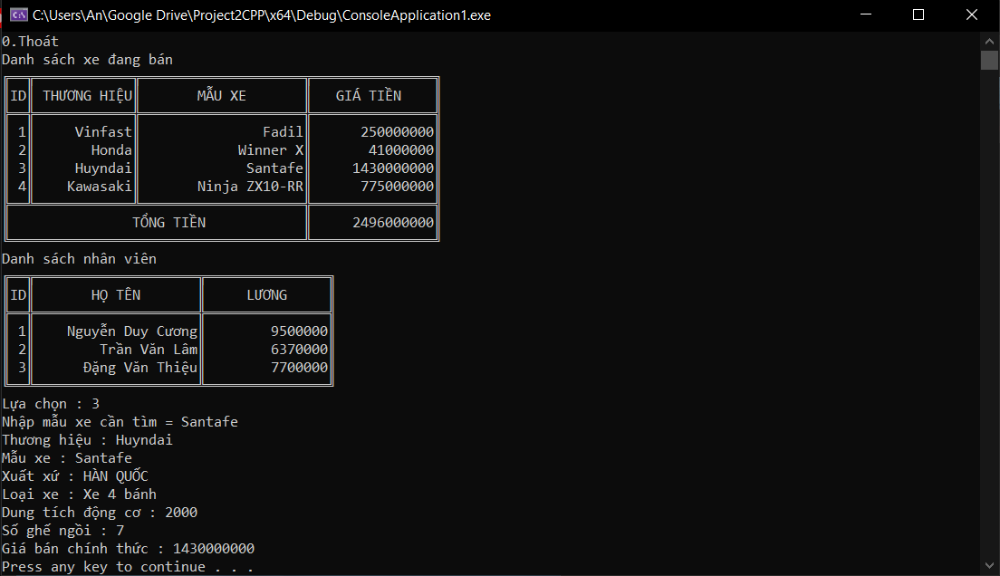 C:\Users\An\Google Drive\Project2CPP\x64\Debug\ConsoleApplication1.exe
0.Thoát
Danh sách xe đang bán
ID THƯƠNG HIỆU MẪU XE GIÁ TIỀN
1 Vinfast Fadil 250000000
2 Honda Winner X 41000000
3 Huyndai Santafe 1430000000
4 Kawasaki Ninja ZX10-RR 775000000
TỔNG TIỀN 2496000000
Danh sách nhân viên
ID HỌ TÊN LƯƠNG
1 Nguyễn Duy Cương 9500000
2 Trần Văn Lâm 6370000
3 Đặng Văn Thiệu 7700000
Lựa chọn : 3
Nhập mẫu xe cần tìm = Santafe
Thương hiệu : Huyndai
Mẫu xe : Santafe
Xuất xứ : HÀN QUỐC
Loại xe : Xe 4 bánh
Dung tích động cơ : 2000
Số ghế ngồi : 7
Giá bán chính thức : 1430000000
Press any key to continue . . .